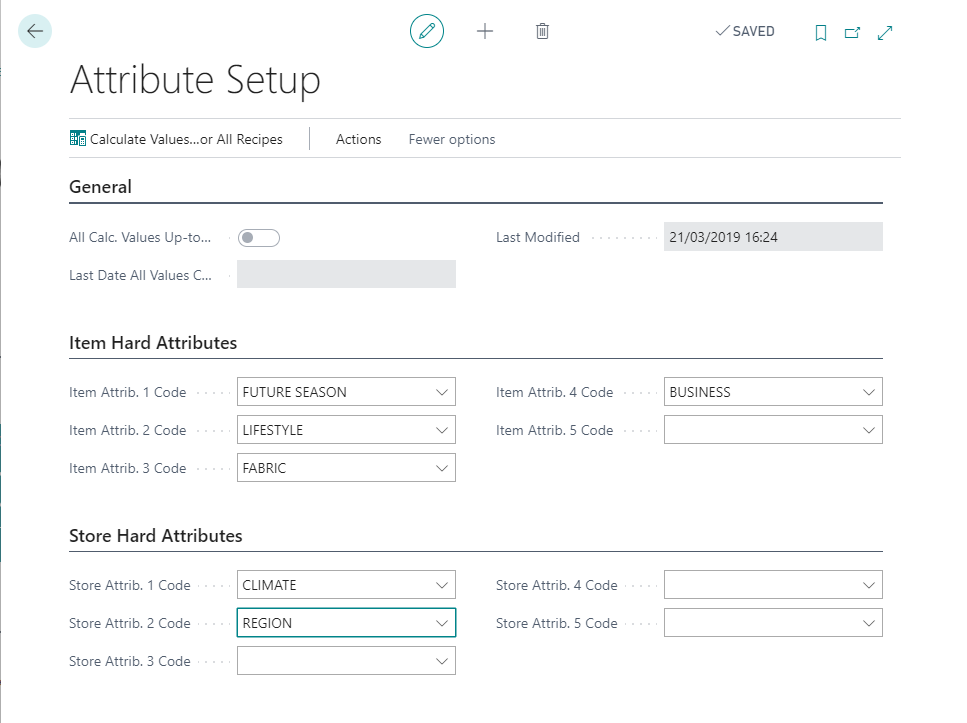 SAVED
Attribute Setup
Calculate Values...or All Recipes Actions Fewer options
General
All Calc. Values Up-to... Last Modified 21/03/2019 16:24
Last Date All Values C...
Item Hard Attributes
Item Attrib. 1 Code FUTURE SEASON Item Attrib. 4 Code BUSINESS
Item Attrib. 2 Code LIFESTYLE Item Attrib. 5 Code
Item Attrib. 3 Code FABRIC
Store Hard Attributes
Store Attrib. 1 Code CLIMATE Store Attrib. 4 Code
Store Attrib. 2 Code REGION Store Attrib. 5 Code
Store Attrib. 3 Code